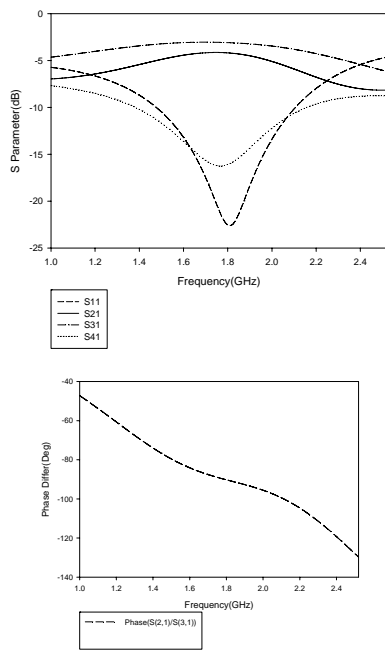 0
-5
-10
-15
-20
-25
S Parameter(dB)
1.0 1.2 1.4 1.6 1.8 2.0 2.2 2.4
Frequency(GHz)
S11
S21
S31
S41
-40
-60
-80
-100
-120
-140
Phase Differ(Deg)
1.0 1.2 1.4 1.6 1.8 2.0 2.2 2.4
Frequency(GHz)
Phase(S(2,1)/S(3,1))